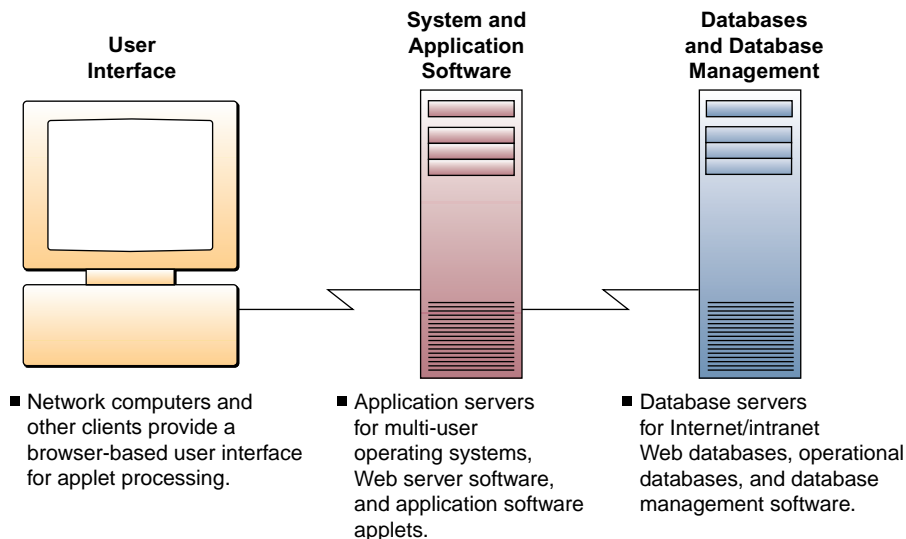 User
Interface
System and
Application
Software
Databases
and Database
Management
■ Network computers and
other clients provide a
browser-based user interface
for applet processing.
■ Application servers
for multi-user
operating systems,
Web server software,
and application software
applets.
■ Database servers
for Internet/intranet
Web databases, operational
databases, and database
management software.